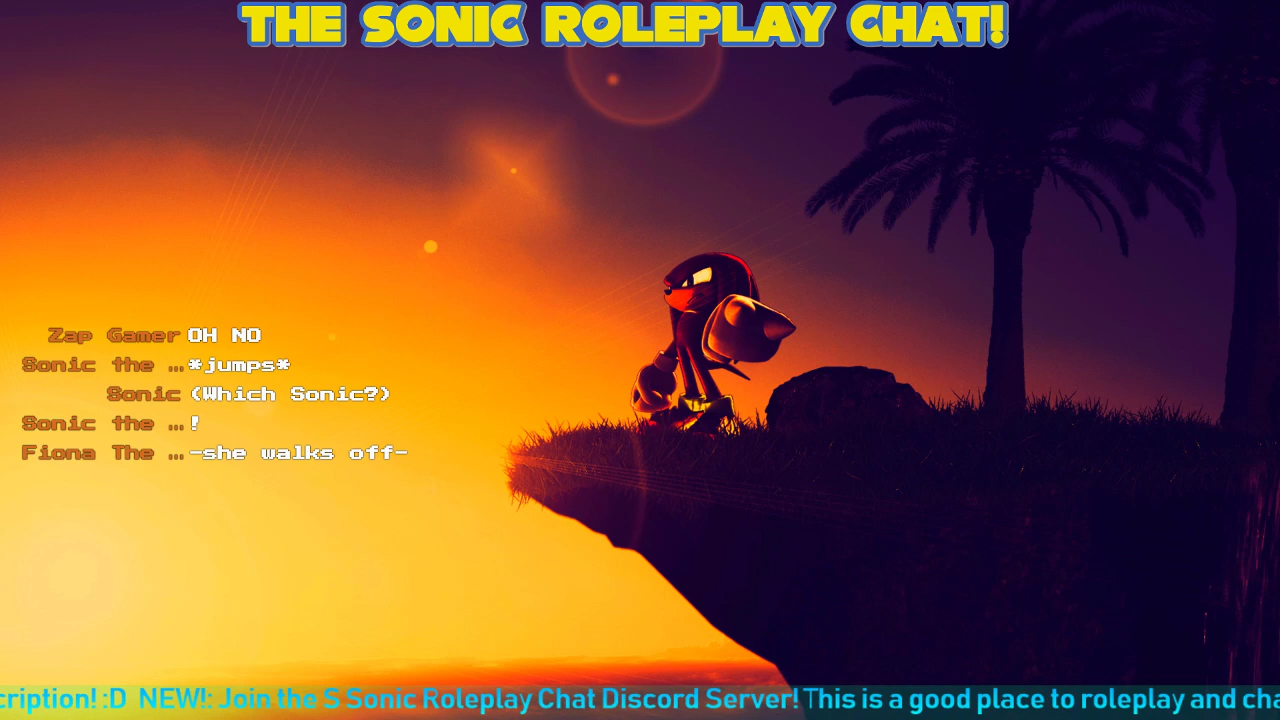 THE SONIC ROLEPLAY CHAT!
Zap Gamer OH NO
Sonic the ... *jumps*
Sonic (Which Sonic?)
Sonic the ... !
Fiona The ... -she walks off-
cription! :D NEW!: Join the S Sonic Roleplay Chat Discord Server! This is a good place to roleplay and cha